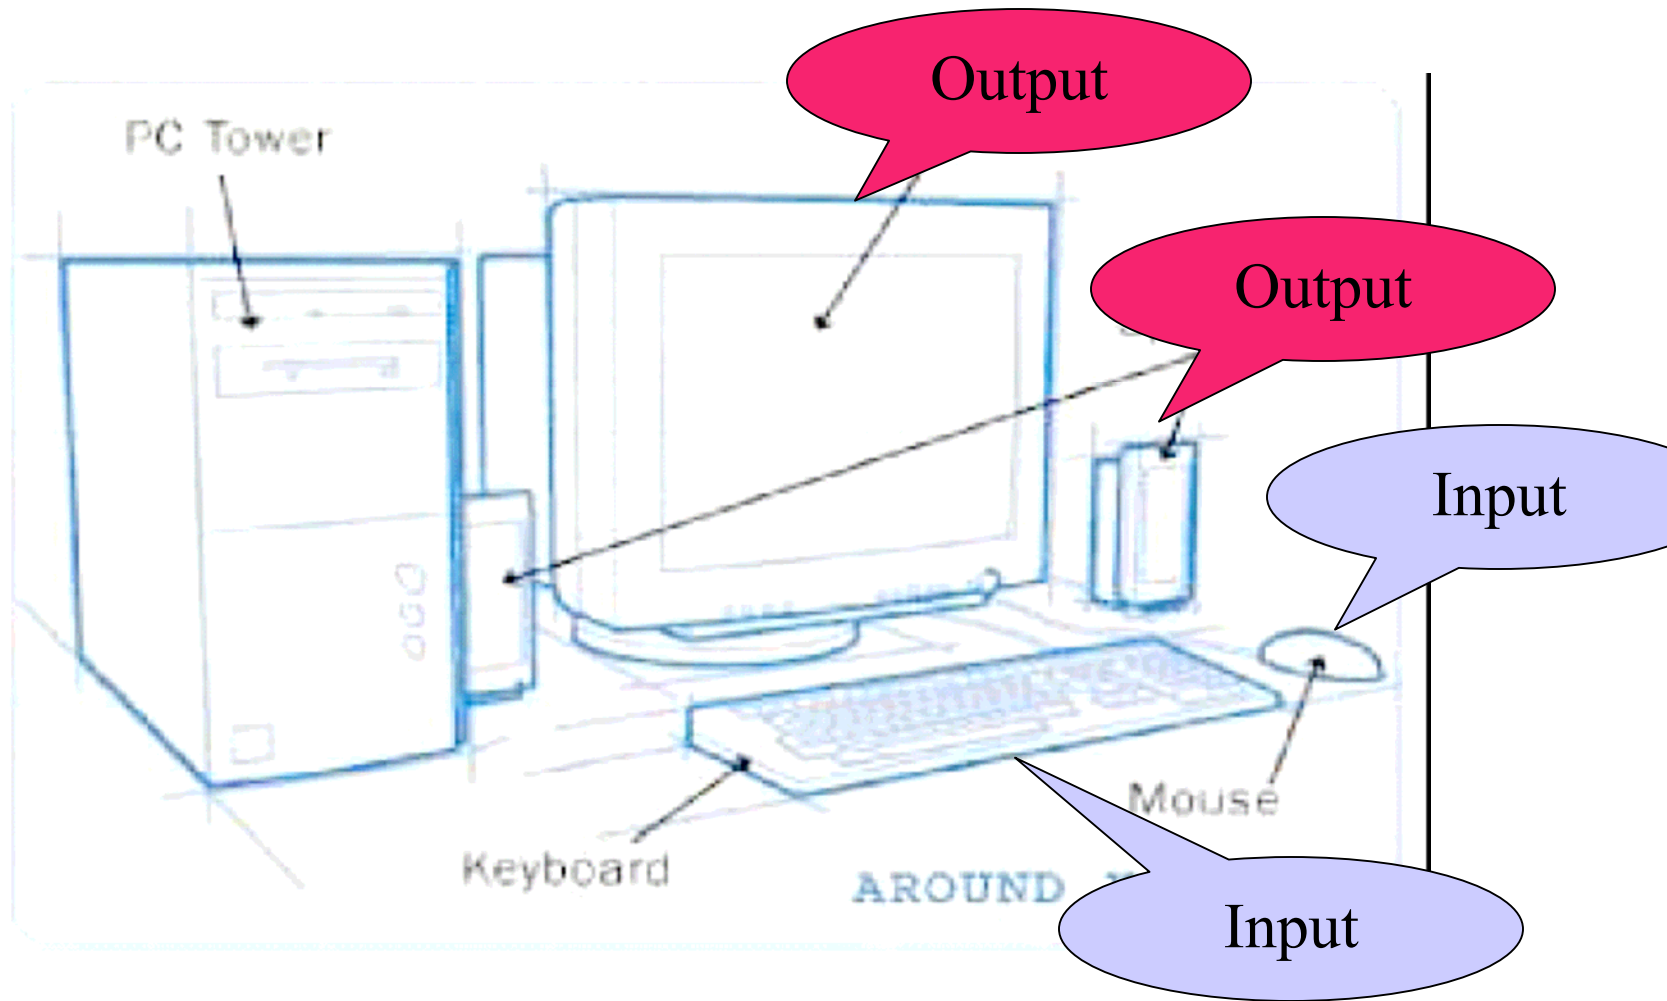 Output
PC Tower
Output
Input
Mouse
Keyboard
AROUND
Input